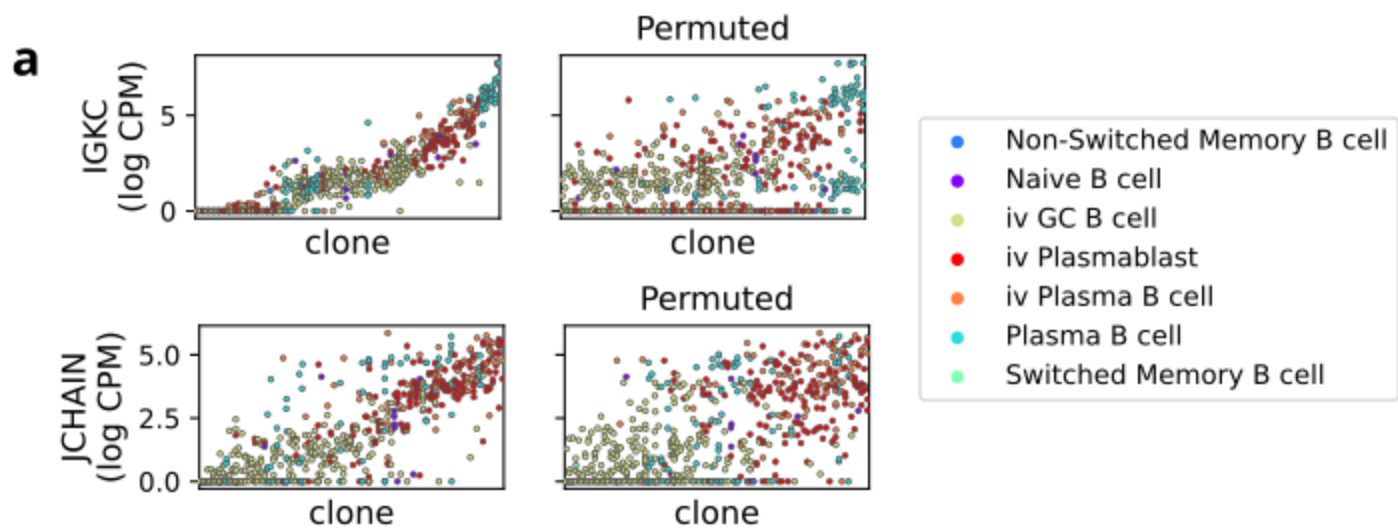 a
Permuted
IGKC
(log CPM)
5
0
clone
clone
Permuted
JCHAIN
(log CPM)
5.0
2.5
0.0
clone
clone
Non-Switched Memory B cell
Naive B cell
iv GC B cell
iv Plasmablast
iv Plasma B cell
Plasma B cell
Switched Memory B cell